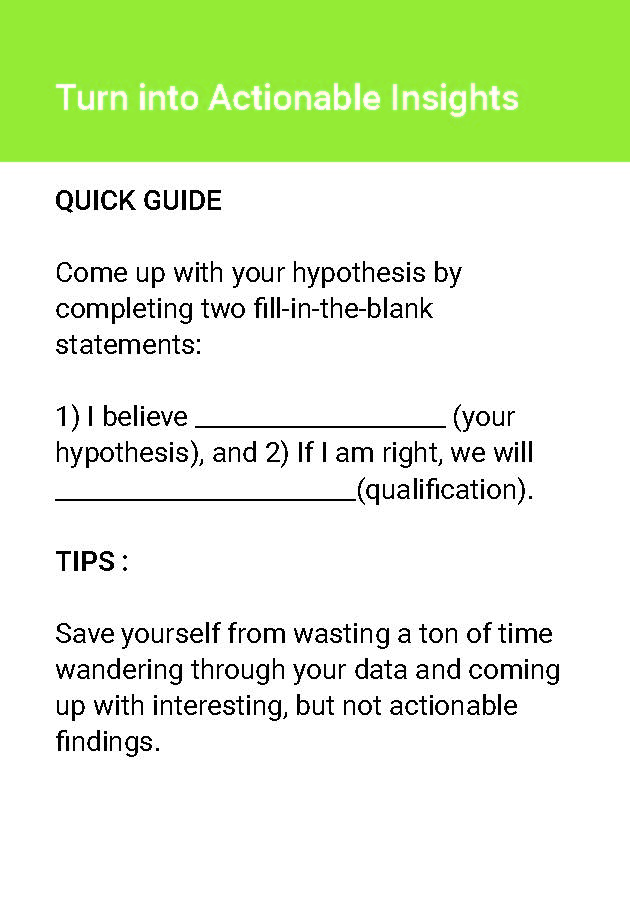 Turn into Actionable Insights
QUICK GUIDE
Come up with your hypothesis by
completing two fill-in-the-blank
statements:
1) I believe __________________ (your
hypothesis), and 2) If I am right, we will
______________________(qualification).
TIPS :
Save yourself from wasting a ton of time
wandering through your data and coming
up with interesting, but not actionable
findings.